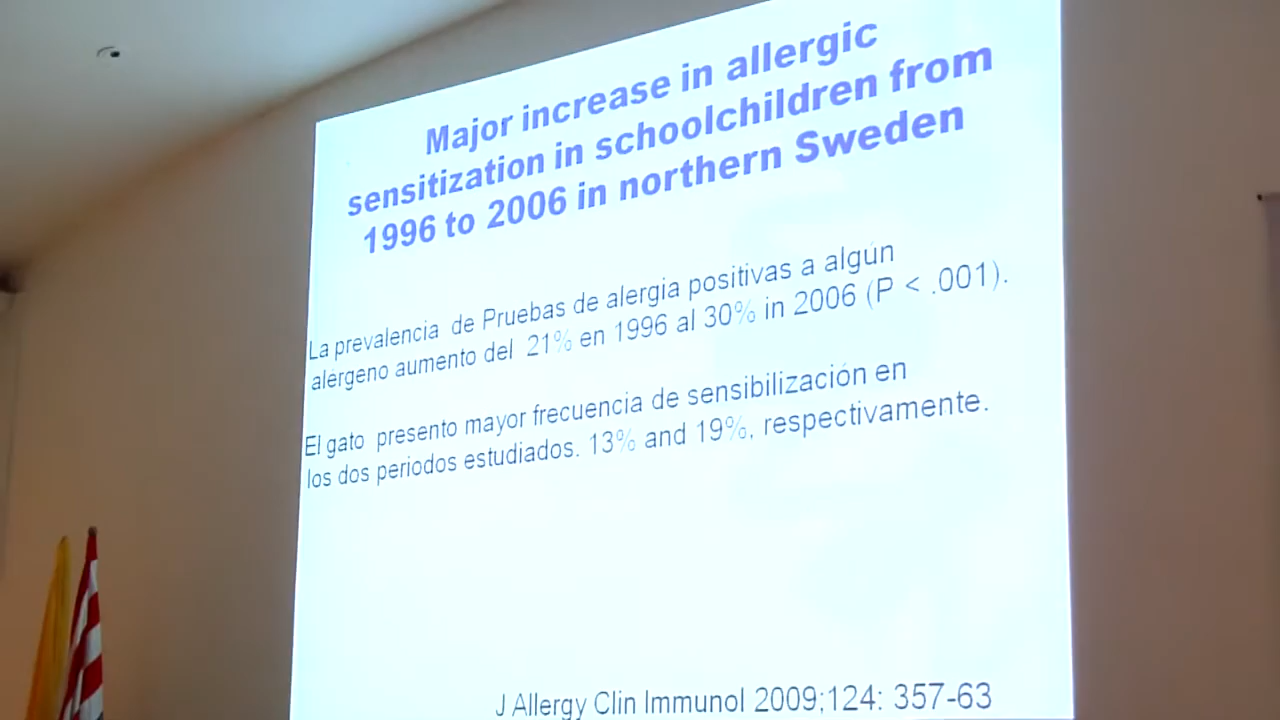 Major increase in allergic
sensitization in schoolchildren from
1996 to 2006 in northern Sweden
La prevalencia de Pruebas de alergia positivas a algún
alérgeno aumento del 21% en 1996 al 30% in 2006 (P < .001).
El gato presento mayor frecuencia de sensibilización en
los dos periodos estudiados. 13% and 19%, respectivamente.
J Allergy Clin Immunol 2009;124: 357-63